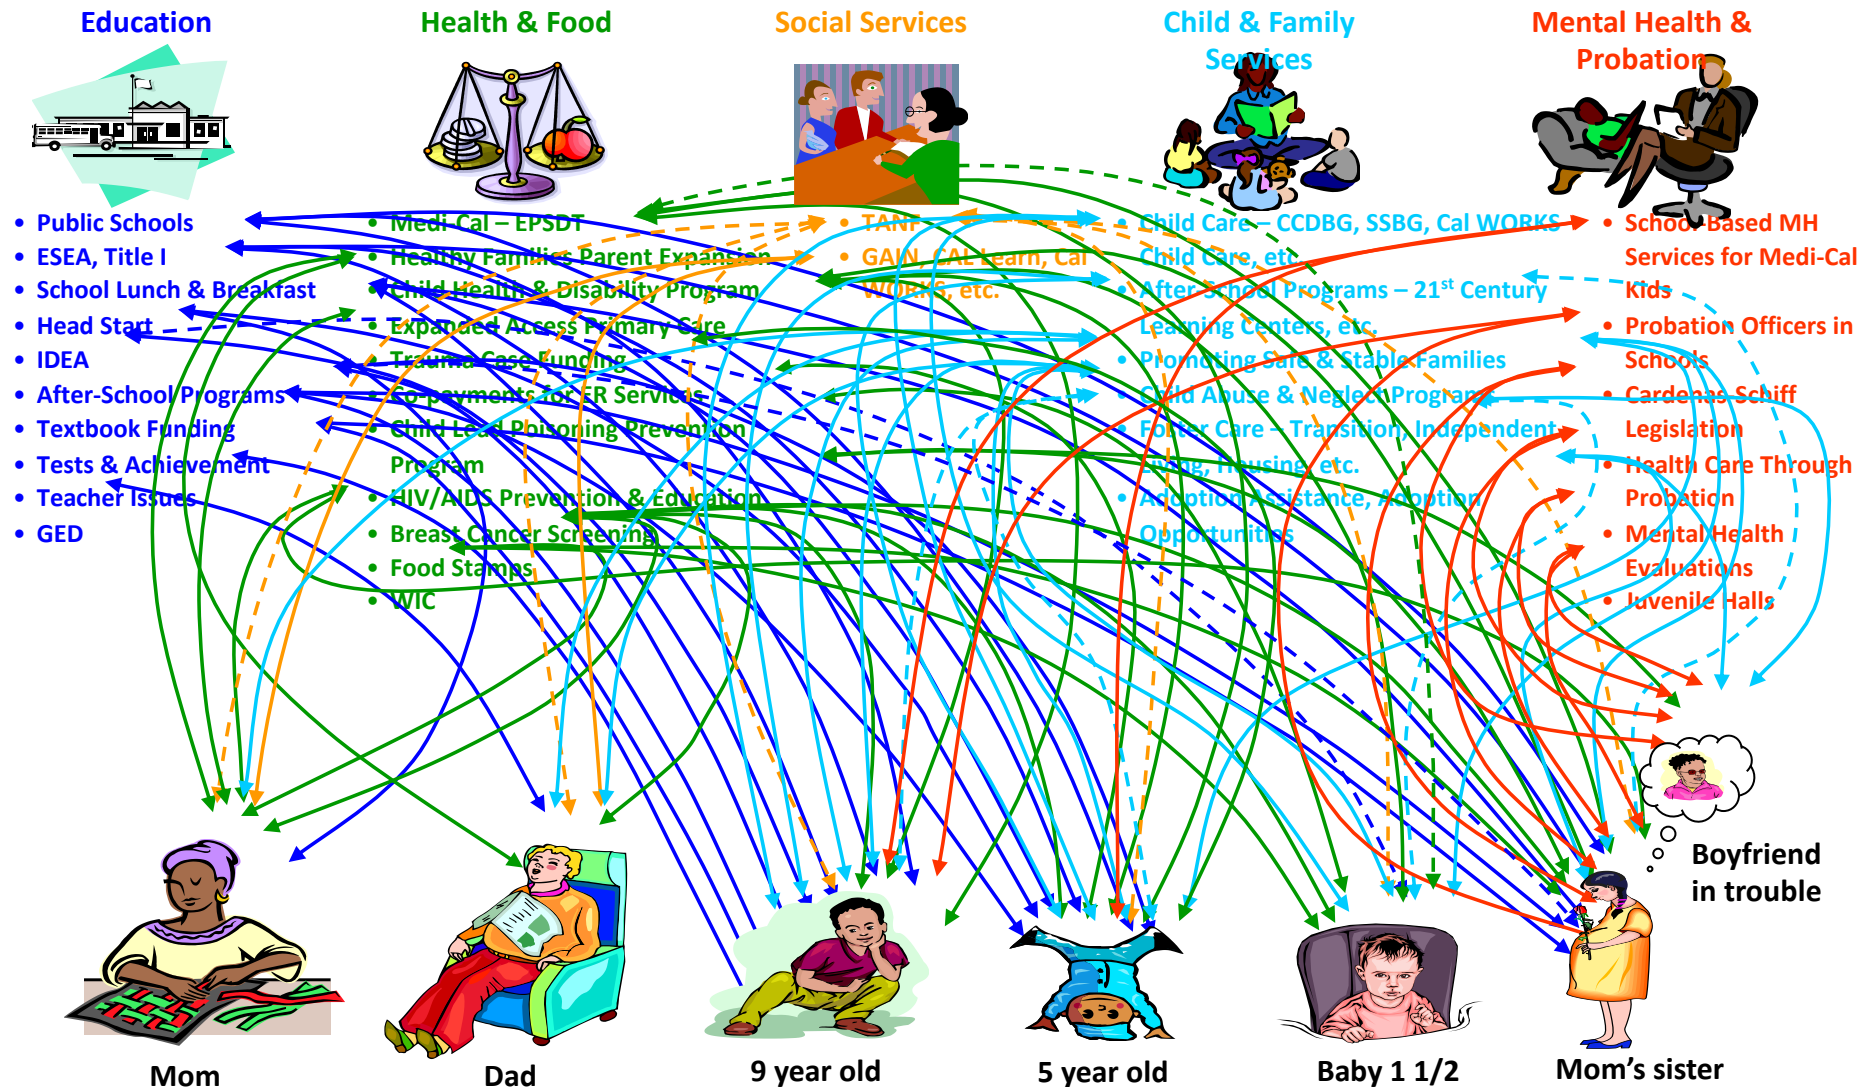 Education
• Public Schools
• ESEA, Title I
• School Lunch & Breakfast
• Head Start
• IDEA
• After-School Programs
• Textbook Funding
• Tests & Achievement
• Teacher Issues
• GED
Health & Food
• Medi-Cal – EPSDT
• Healthy Families Parent Expansion
• Child Health & Disability Program
• Expanded Access Primary Care
• Trauma Case Funding
• Co-payments for ER Services
• Child Lead Poisoning Prevention
Program
• HIV/AIDS Prevention & Education
• Breast Cancer Screening
• Food Stamps
• WIC
Social Services
• TANF
• GAIN, CAL Learn, Cal
WORKS, etc.
Child & Family
Services
• Child Care – CCDBG, SSBG, Cal WORKS
Child Care, etc.
• After-School Programs – 21st Century
Learning Centers, etc.
• Promoting Safe & Stable Families
• Child Abuse & Neglect Programs
• Foster Care – Transition, Independent
Living, Housing, etc.
• Adoption Assistance, Adoption
Opportunities
Mental Health &
Probation
• School-Based MH
Services for Medi-Cal
Kids
• Probation Officers in
Schools
• Cardenas-Schiff
Legislation
• Health Care Through
Probation
• Mental Health
Evaluations
• Juvenile Halls
Boyfriend
in trouble
Mom
Dad
9 year old
5 year old
Baby 1 1/2
Mom’s sister